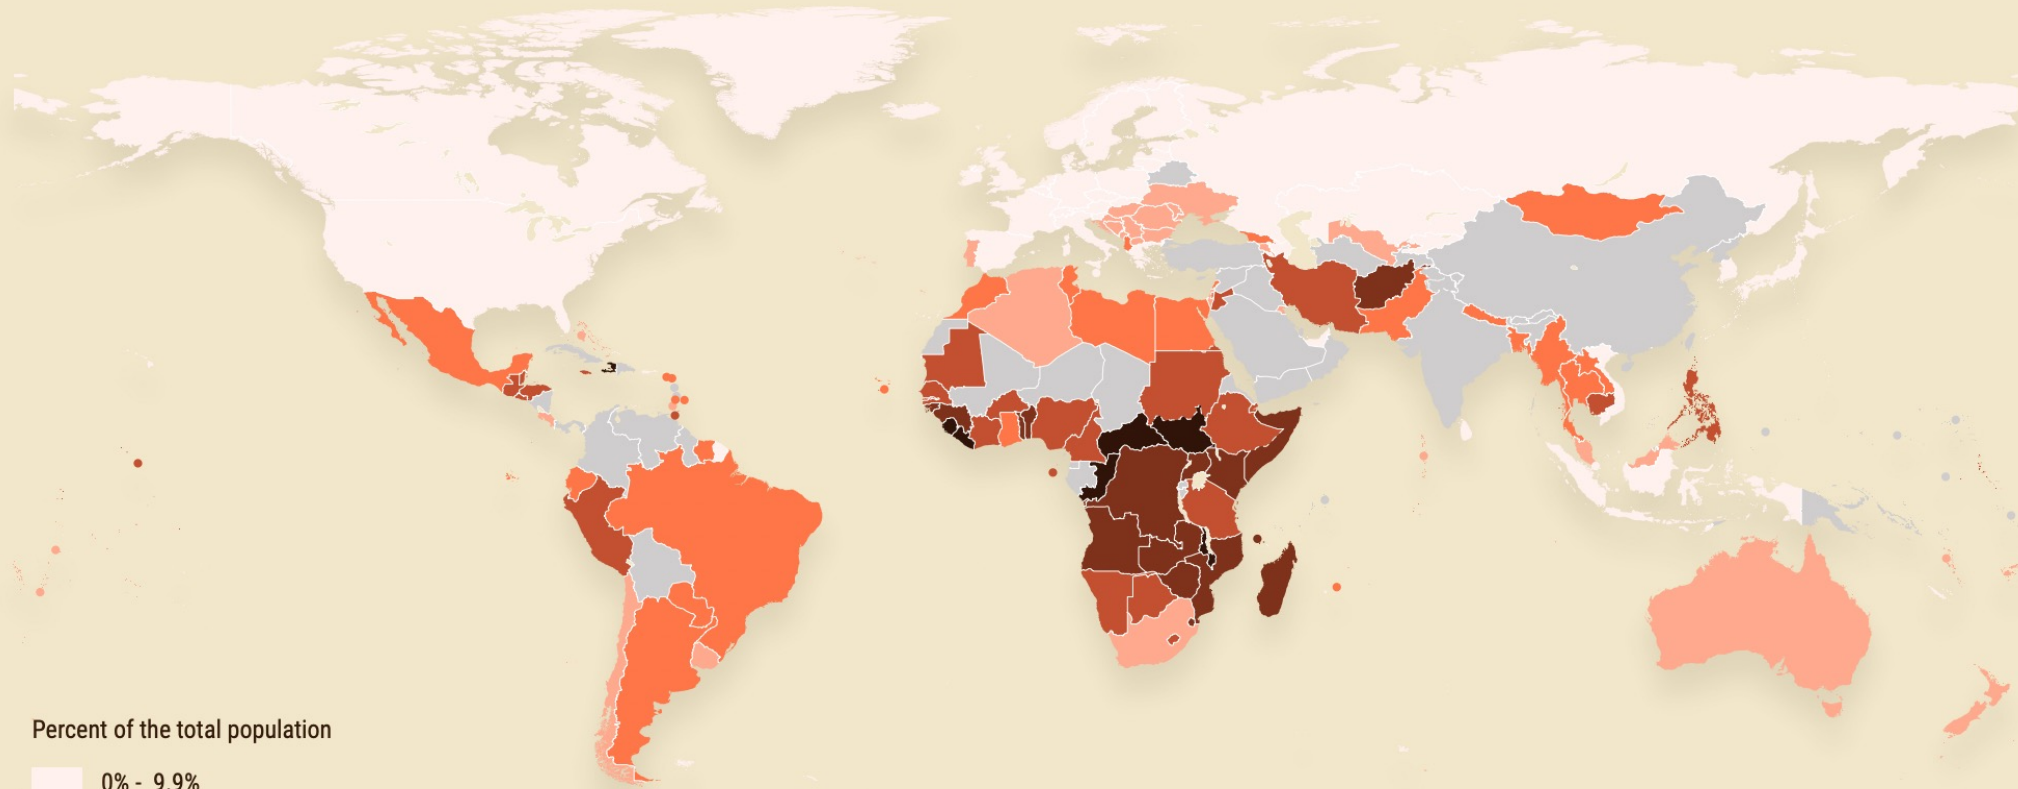 Percent of the total population
0% - 9.9%